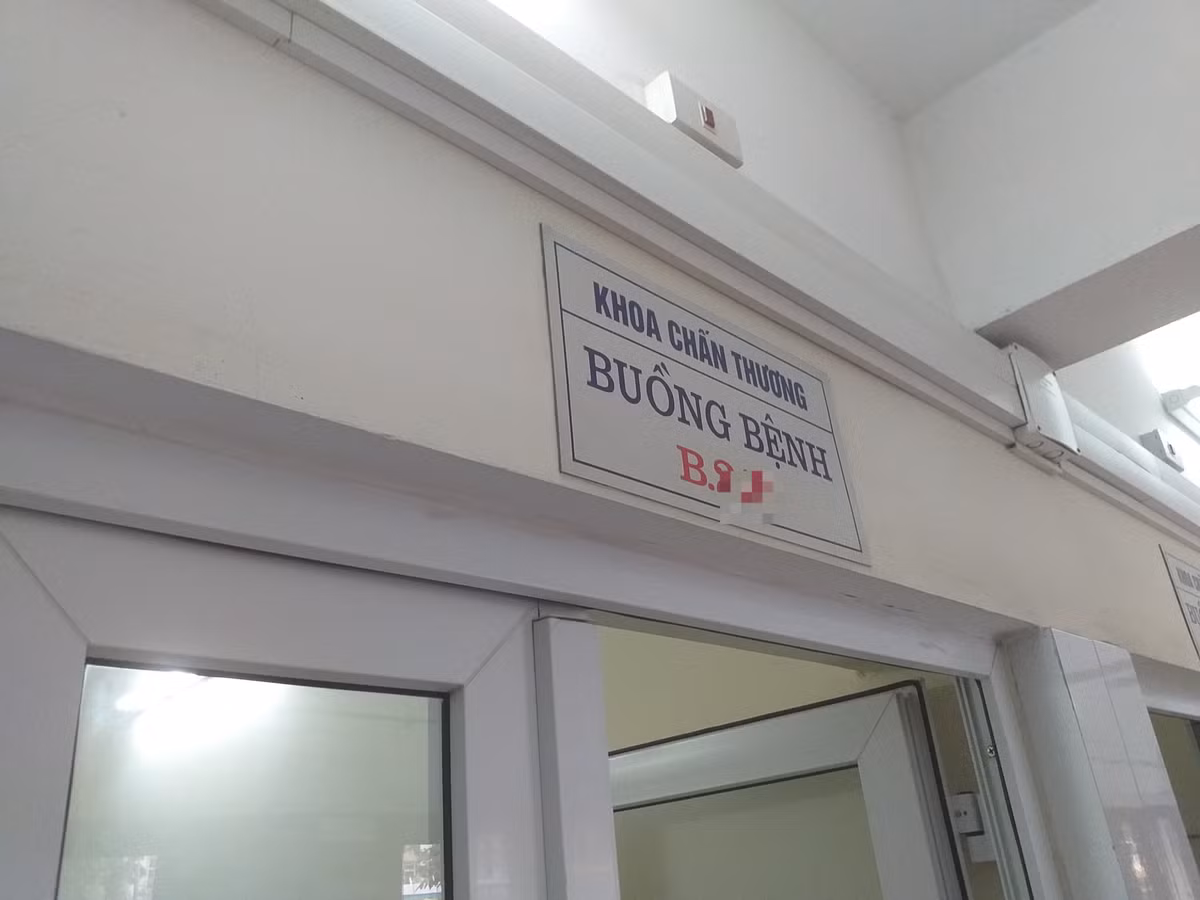 KHOA CHẤN THƯƠNG
BUỒNG BỆNH